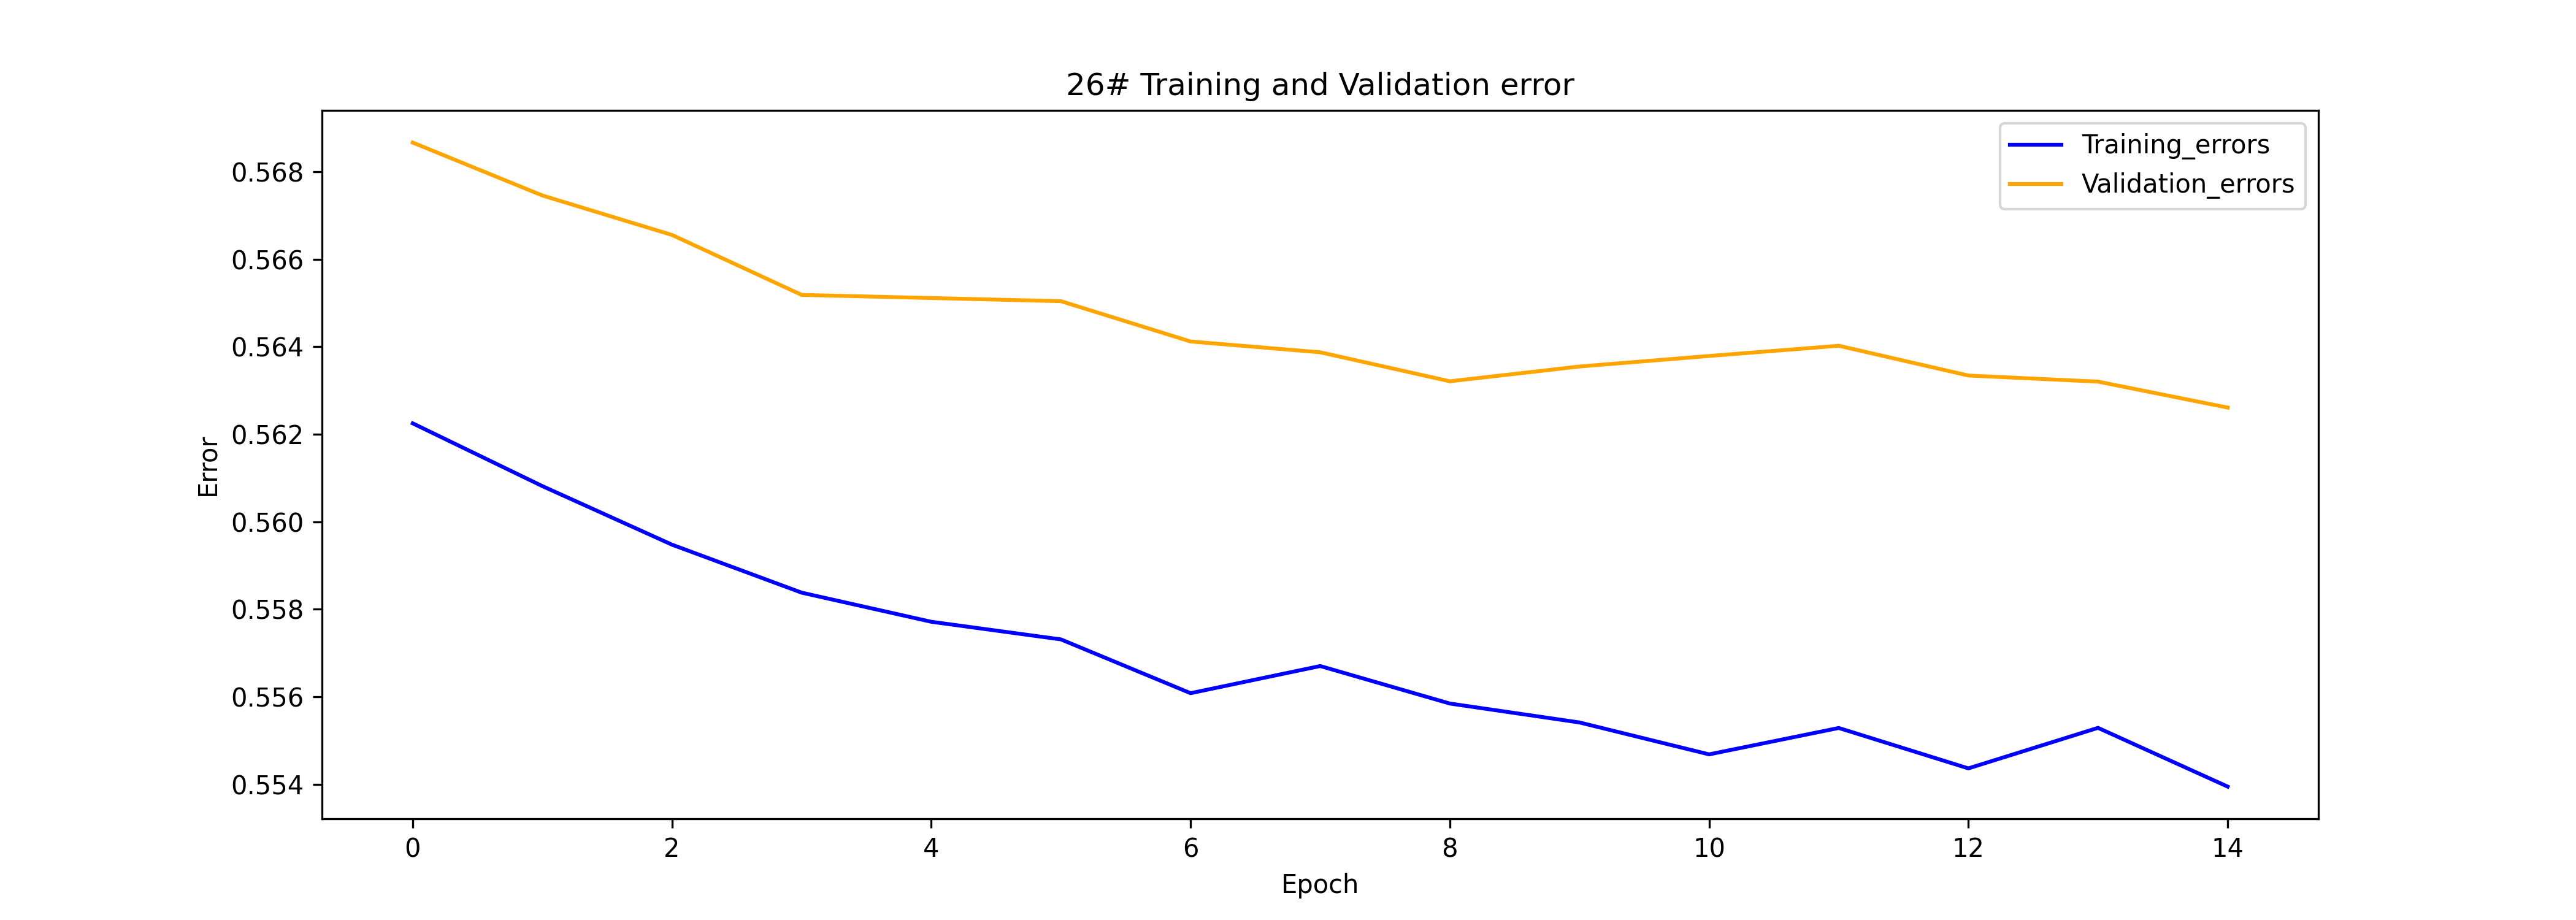 26# Training and Validation error
Training_errors
Validation_errors
0.568
0.566
0.564
0.562
0.560
0.558
0.556
0.554
Error
0 2 4 6 8 10 12 14
Epoch